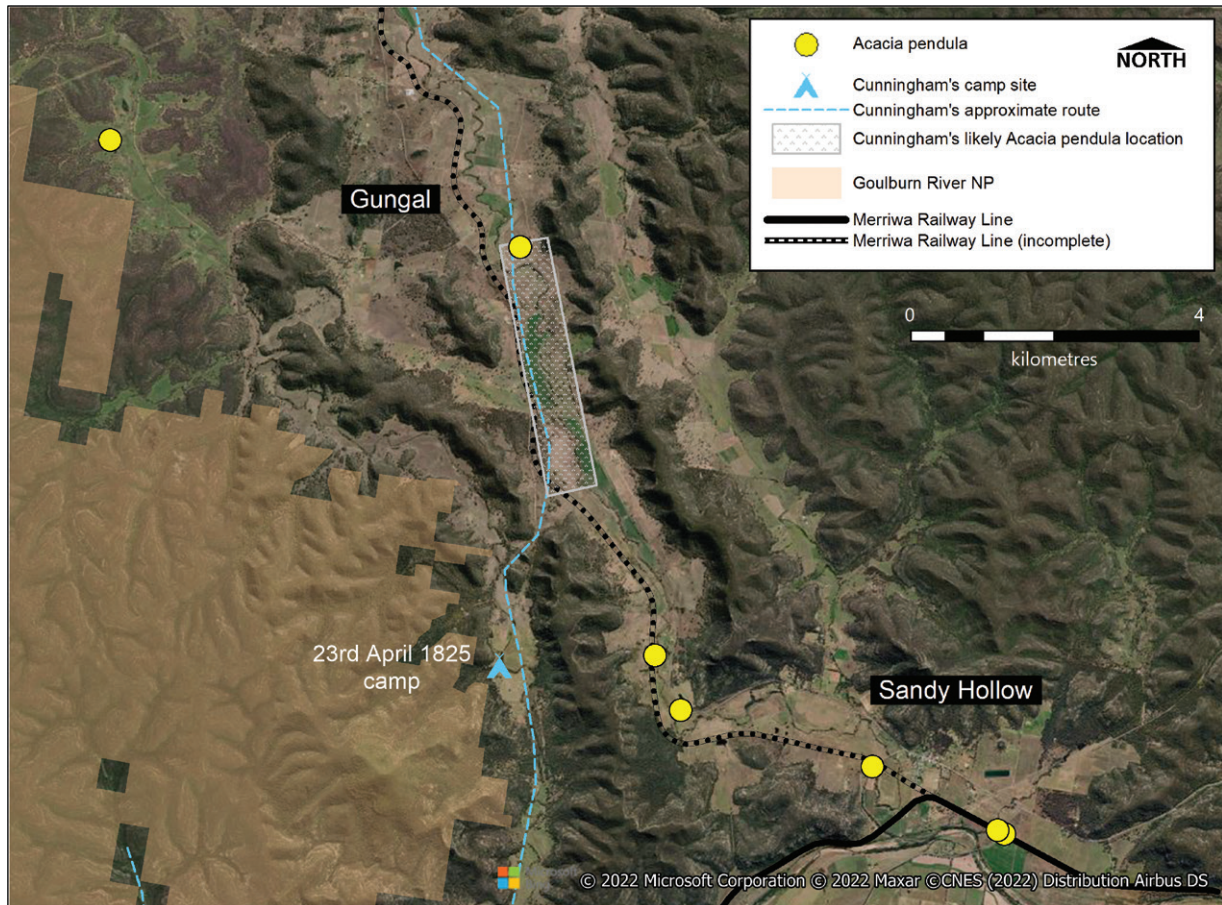 Acacia pendula
NORTH
Cunningham's camp site
Cunningham's approximate route
Cunningham's likely Acacia pendula location
Goulburn River NP
Merriwa Railway Line
Merriwa Railway Line (incomplete)
Gungal
0 4
kilometres
23rd April 1825
camp
Sandy Hollow
© 2022 Microsoft Corporation © 2022 Maxar ©CNES (2022) Distribution Airbus DS